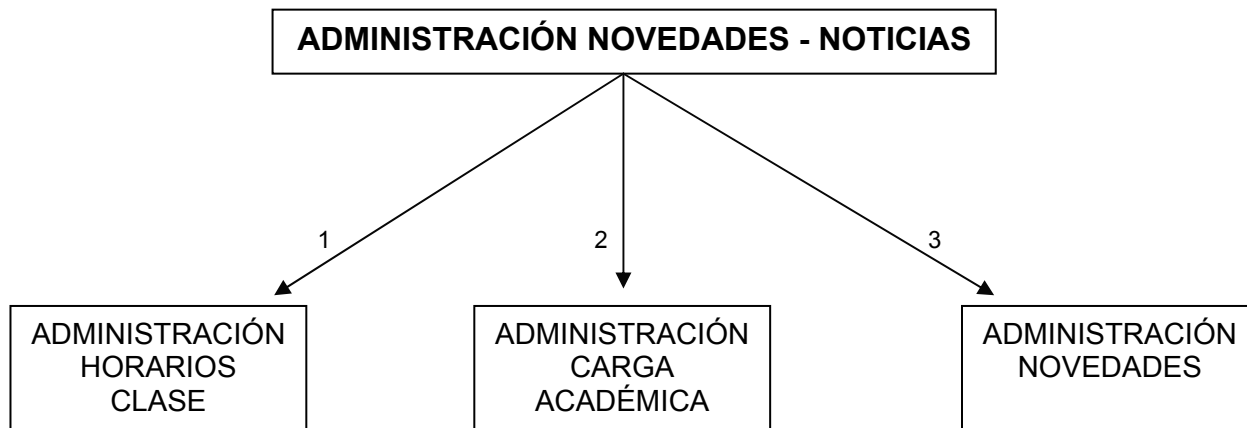 ADMINISTRACIÓN NOVEDADES - NOTICIAS
1
2
3
ADMINISTRACIÓN
HORARIOS
CLASE
ADMINISTRACIÓN
CARGA
ACADÉMICA
ADMINISTRACIÓN
NOVEDADES